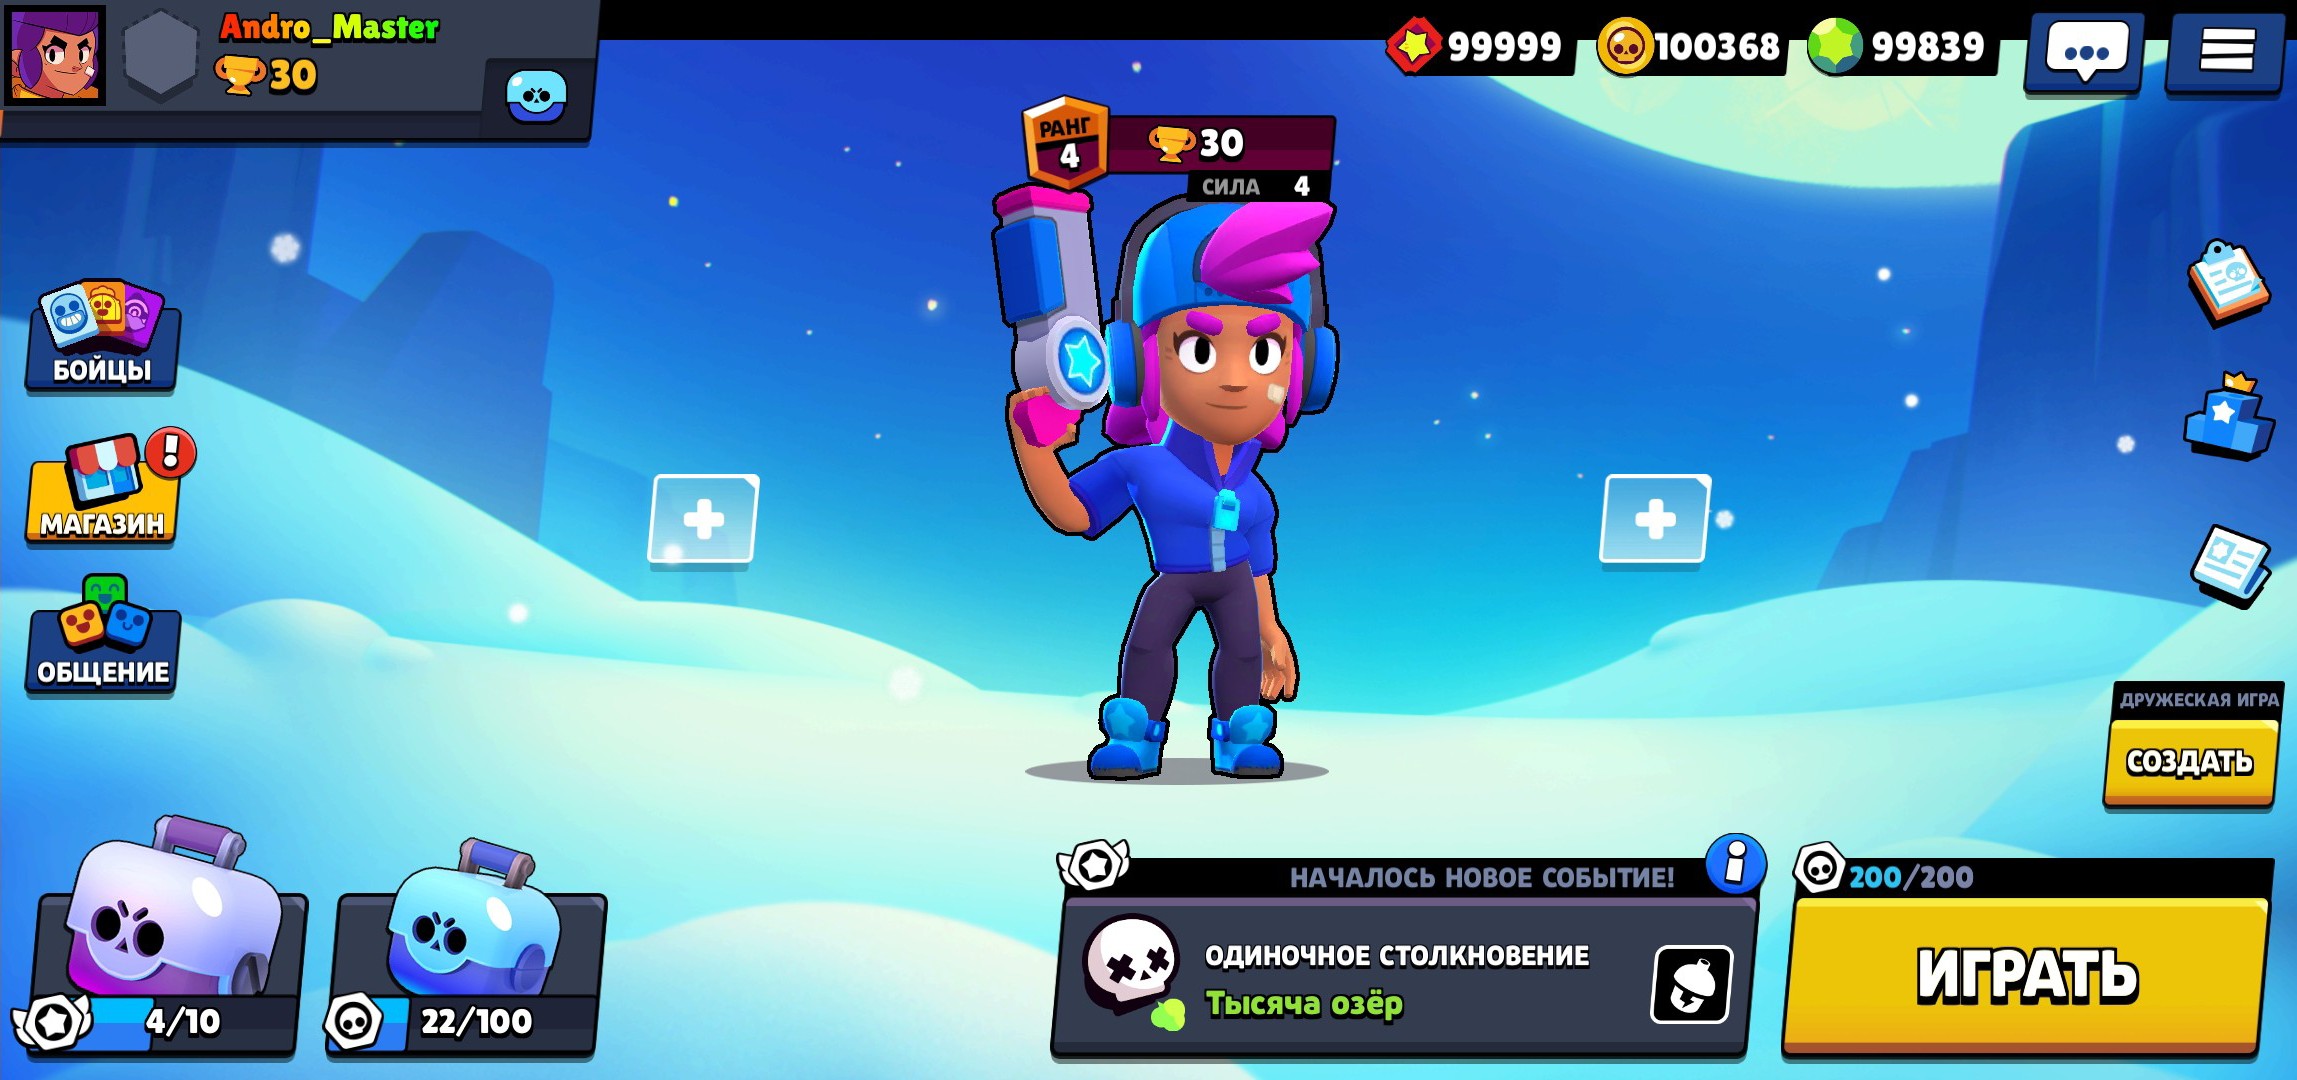 Andro_Master
30
99999
100368
99839
РАНГ
4
30
СИЛА 4
БОЙЦЫ
МАГАЗИН
ОБЩЕНИЕ
ДРУЖЕСКАЯ ИГРА
СОЗДАТЬ
НАЧАЛОСЬ НОВОЕ СОБЫТИЕ!
ОДИНОЧНОЕ СТОЛКНОВЕНИЕ
Тысяча озёр
200/200
ИГРАТЬ
4/10
22/100